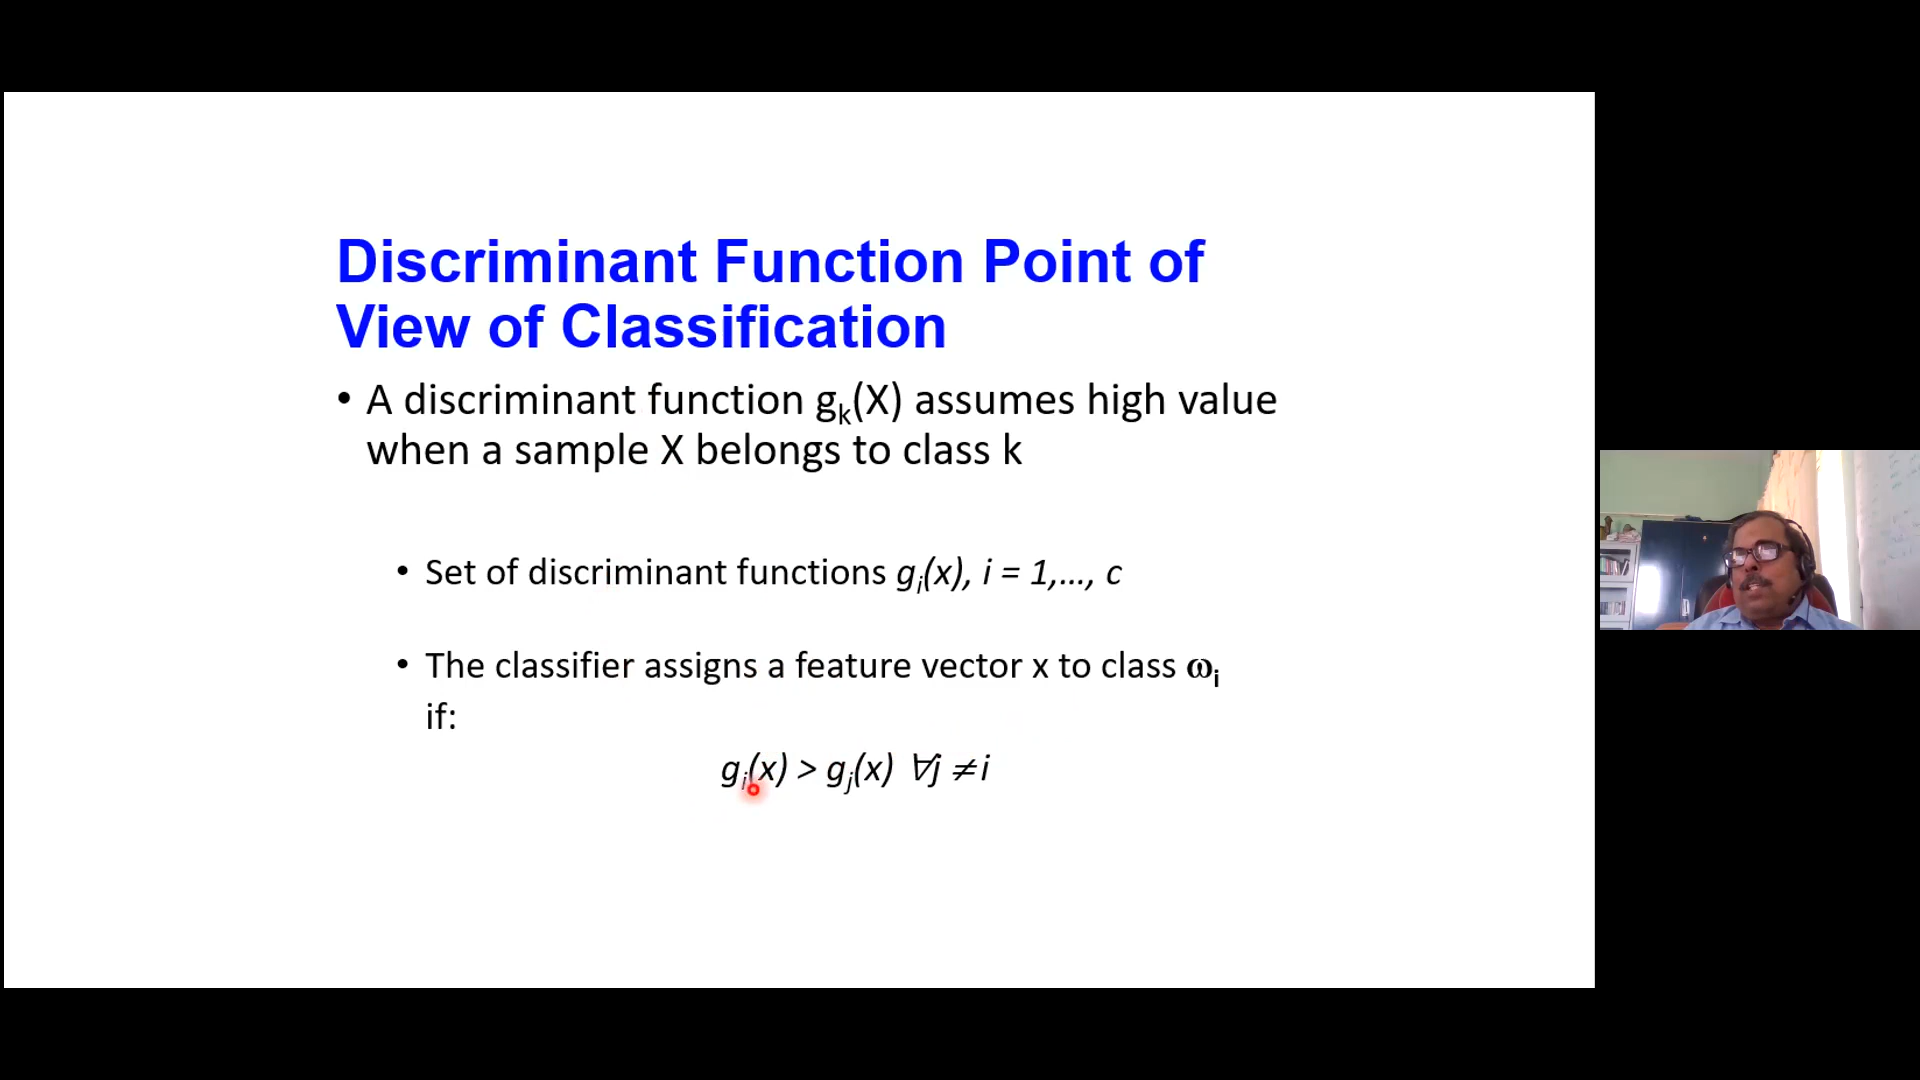 Discriminant Function Point of
View of Classification
• A discriminant function gₖ(X) assumes high value
when a sample X belongs to class k
• Set of discriminant functions gᵢ(x), i = 1,..., c
• The classifier assigns a feature vector x to class ωᵢ
if:
gᵢ(x) > gⱼ(x) ∀j ≠ i